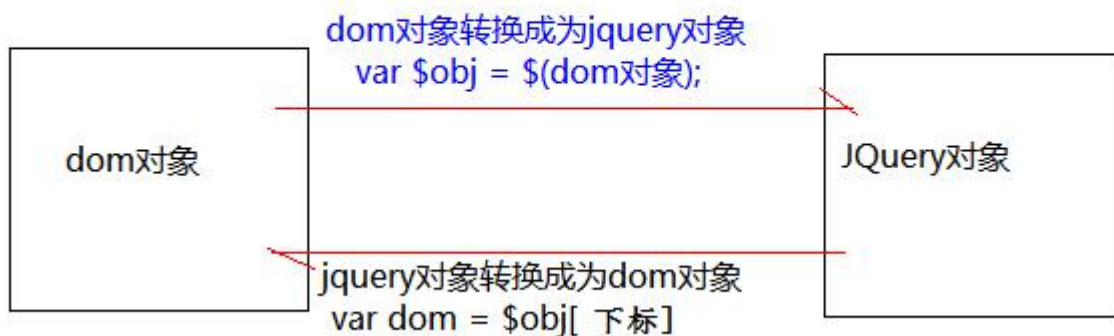 dom对象转换成为jquery对象
var $obj = $(dom对象);
dom对象
JQuery对象
jquery对象转换成为dom对象
var dom = $obj[ 下标]